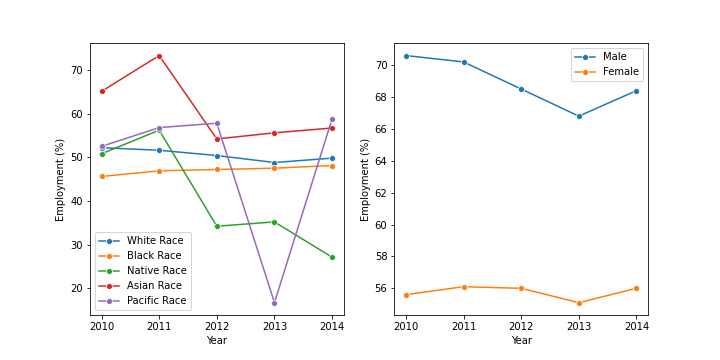 70
60
50
40
30
20
Employment (%)
White Race
Black Race
Native Race
Asian Race
Pacific Race
2010 2011 2012 2013 2014
Year
70
68
66
64
62
60
58
56
Employment (%)
Male
Female
2010 2011 2012 2013 2014
Year